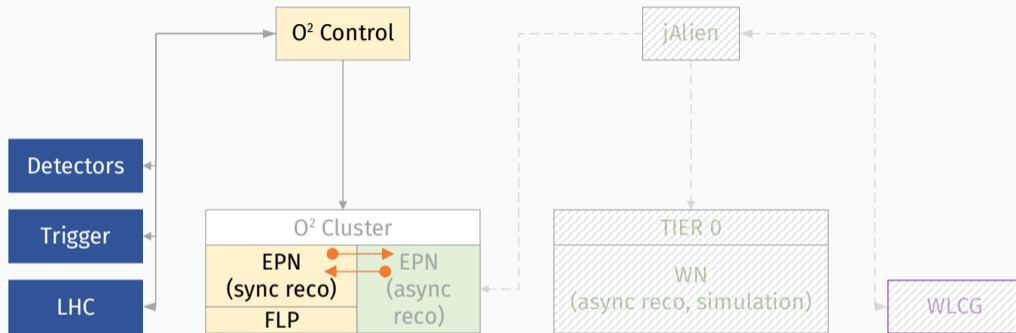 O² Control
jAlien
Detectors
Trigger
LHC
O² Cluster
EPN
(sync reco)
FLP
EPN
(async
reco)
TIER 0
WN
(async reco, simulation)
WLCG